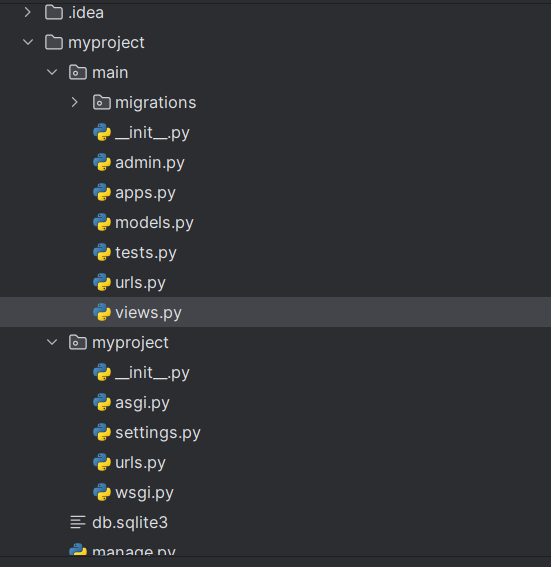 .idea
myproject
main
migrations
__init__.py
admin.py
apps.py
models.py
tests.py
urls.py
views.py
myproject
__init__.py
asgi.py
settings.py
urls.py
wsgi.py
db.sqlite3
manage.py